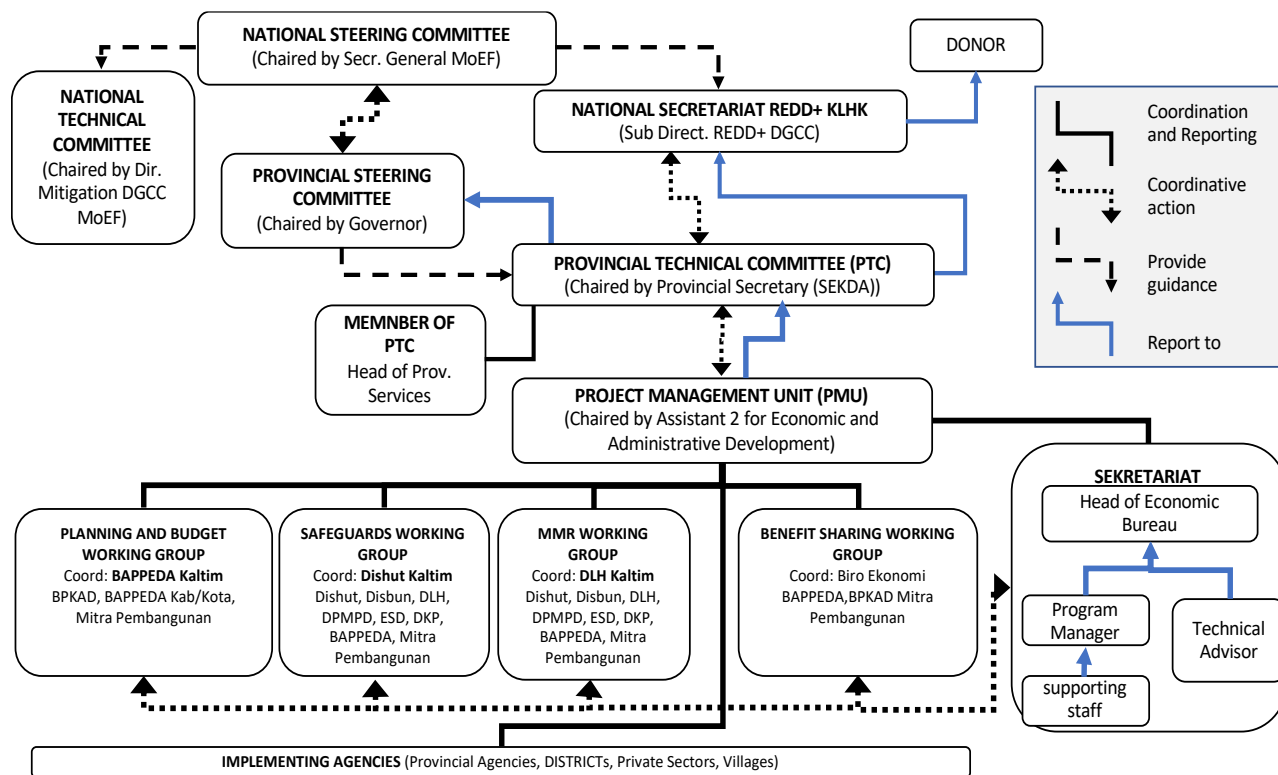 NATIONAL STEERING COMMITTEE
(Chaired by Secr. General MoEF)
DONOR
NATIONAL
TECHNICAL
COMMITTEE
(Chaired by Dir.
Mitigation DGCC
MoEF)
NATIONAL SECRETARIAT REDD+ KLHK
(Sub Direct. REDD+ DGCC)
PROVINCIAL STEERING
COMMITTEE
(Chaired by Governor)
Coordination
and Reporting
Coordinative
action
Provide
guidance
Report to
PROVINCIAL TECHNICAL COMMITTEE (PTC)
(Chaired by Provincial Secretary (SEKDA))
MEMNBER OF
PTC
Head of Prov.
Services
PROJECT MANAGEMENT UNIT (PMU)
(Chaired by Assistant 2 for Economic and
Administrative Development)
PLANNING AND BUDGET
WORKING GROUP
Coord: BAPPEDA Kaltim
BPKAD, BAPPEDA Kab/Kota,
Mitra Pembangunan
SAFEGUARDS WORKING
GROUP
Coord: Dishut Kaltim
Dishut, Disbun, DLH,
DPMPD, ESD, DKP,
BAPPEDA, Mitra
Pembangunan
MMR WORKING
GROUP
Coord: DLH Kaltim
Dishut, Disbun, DLH,
DPMPD, ESD, DKP,
BAPPEDA, Mitra
Pembangunan
BENEFIT SHARING WORKING
GROUP
Coord: Biro Ekonomi
BAPPEDA,BPKAD Mitra
Pembangunan
SEKRETARIAT
Head of Economic
Bureau
Program
Manager
Technical
Advisor
supporting
staff
IMPLEMENTING AGENCIES (Provincial Agencies, DISTRICTs, Private Sectors, Villages)